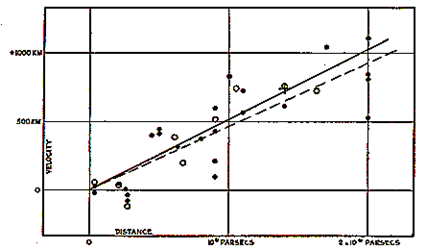 +1000 KM
500 KM
VELOCITY
0
DISTANCE
0
10⁶ PARSECS
2×10⁶ PARSECS